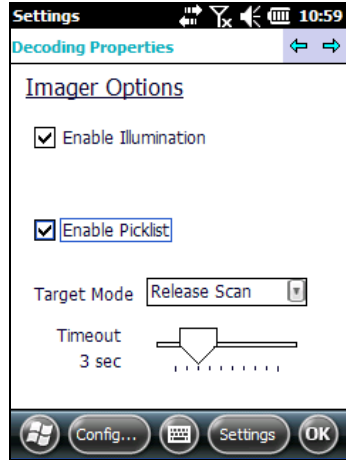 Settings 10:59
Decoding Properties
Imager Options
Enable Illumination
Enable Picklist
Target Mode Release Scan
Timeout
3 sec
Config... Settings OK